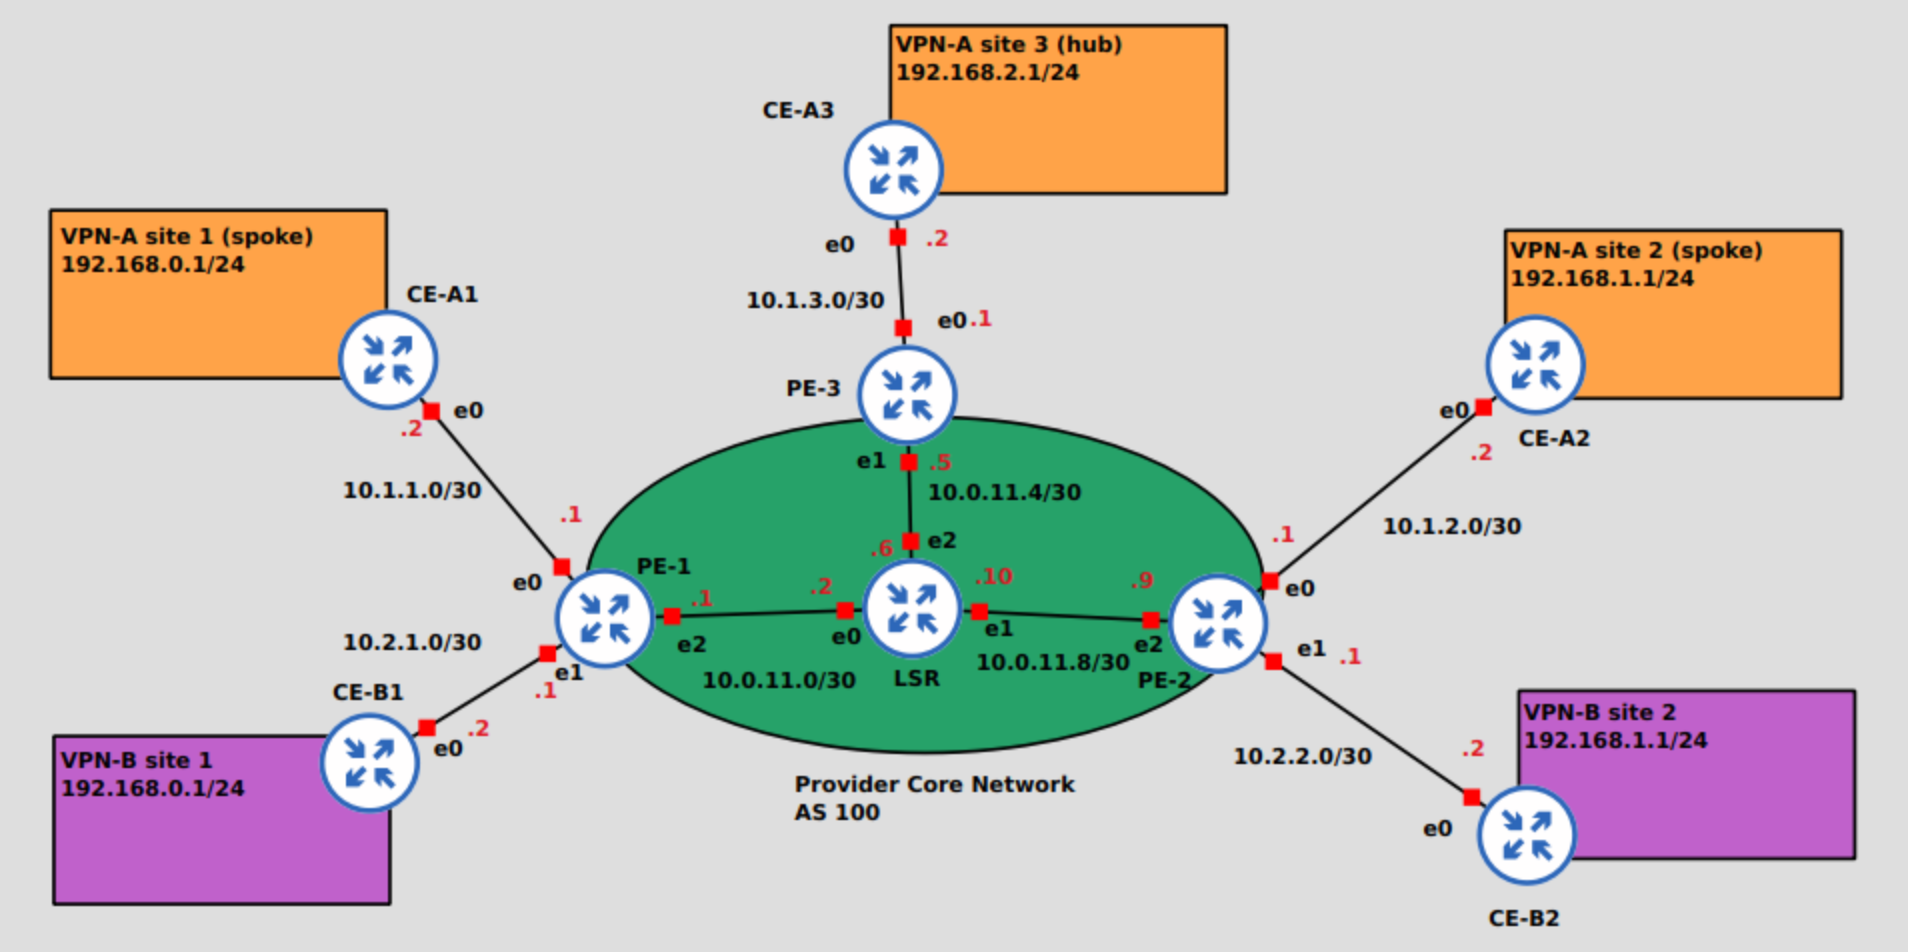 VPN-A site 3 (hub)
192.168.2.1/24
CE-A3
e0
.2
10.1.3.0/30
e0
.1
PE-3
VPN-A site 1 (spoke)
192.168.0.1/24
CE-A1
e0
.2
10.1.1.0/30
.1
e0
VPN-A site 2 (spoke)
192.168.1.1/24
e0
CE-A2
.2
10.1.2.0/30
.1
e0
e1
.5
10.0.11.4/30
.6
e2
PE-1
.1
.2
.10
.9
e2
e0
e1
e2
10.0.11.0/30
LSR
10.0.11.8/30
PE-2
10.2.1.0/30
e1
.1
CE-B1
.2
e0
VPN-B site 1
192.168.0.1/24
e1
.1
10.2.2.0/30
.2
e0
VPN-B site 2
192.168.1.1/24
CE-B2
Provider Core Network
AS 100